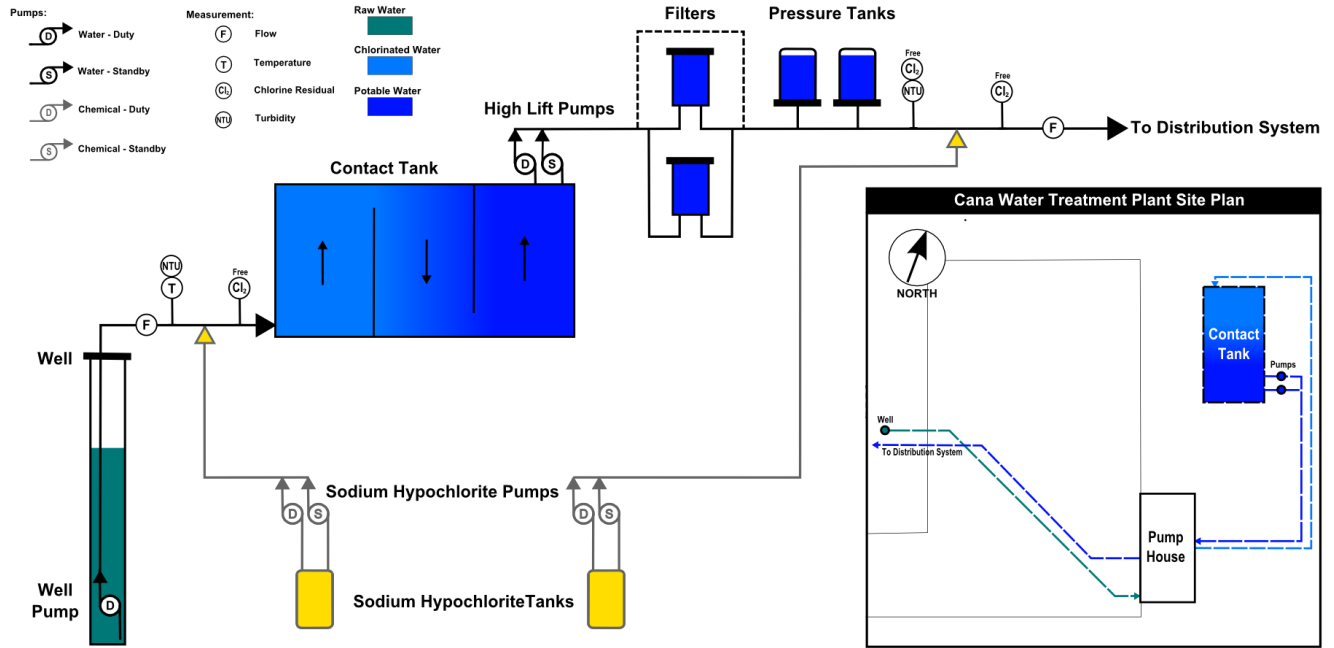 Pumps:
D
Water - Duty
S
Water - Standby
D
Chemical - Duty
S
Chemical - Standby
Measurement:
F
Flow
T
Temperature
Cl₂
Chlorine Residual
NTU
Turbidity
Raw Water
Chlorinated Water
Potable Water
Filters
Pressure Tanks
High Lift Pumps
D
S
Free
Cl₂
NTU
Free
Cl₂
F
To Distribution System
Contact Tank
NTU
T
Free
Cl₂
F
Well
Well
Pump
D
Sodium Hypochlorite Pumps
D
S
D
S
Sodium HypochloriteTanks
Cana Water Treatment Plant Site Plan
NORTH
Contact
Tank
Pumps
Well
To Distribution System
Pump
House